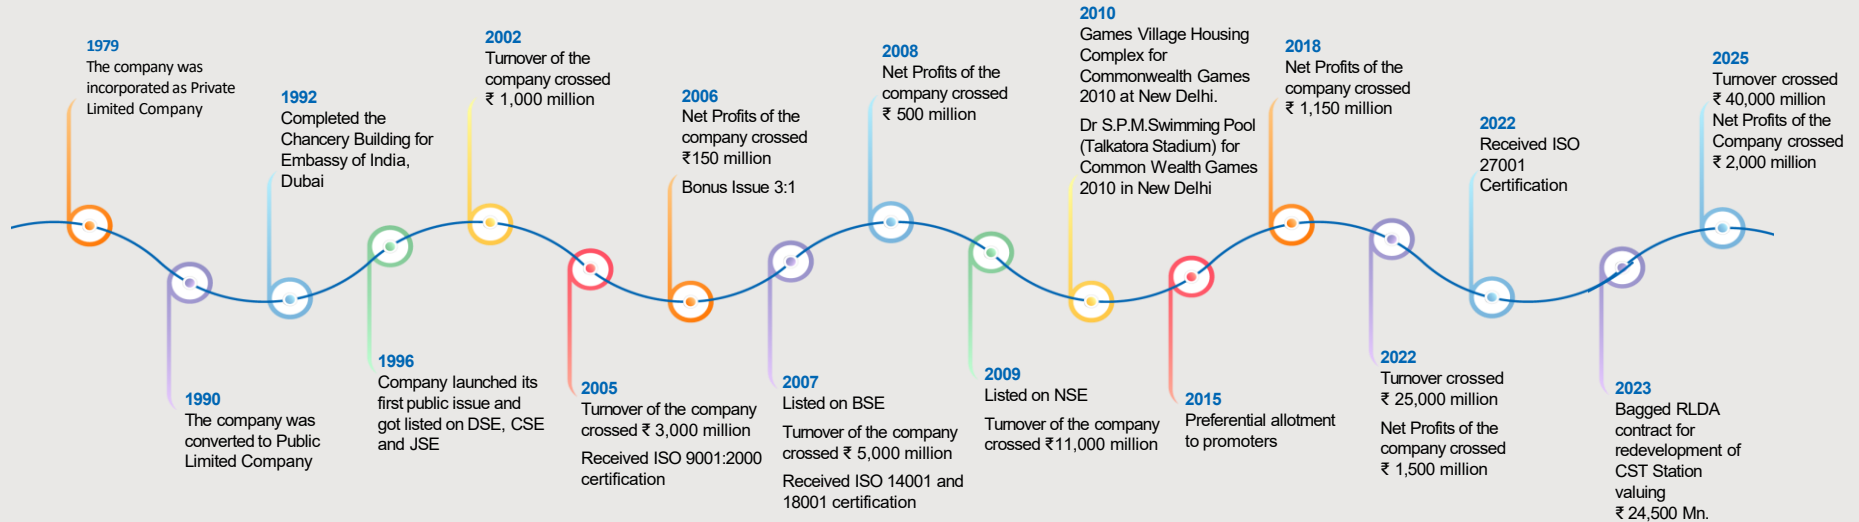 1979
The company was
incorporated as Private
Limited Company
1990
The company was
converted to Public
Limited Company
1992
Completed the
Chancery Building for
Embassy of India,
Dubai
1996
Company launched its
first public issue and
got listed on DSE, CSE
and JSE
2002
Turnover of the
company crossed
₹ 1,000 million
2005
Turnover of the company
crossed ₹ 3,000 million
Received ISO 9001:2000
certification
2006
Net Profits of the
company crossed
₹150 million
Bonus Issue 3:1
2007
Listed on BSE
Turnover of the company
crossed ₹ 5,000 million
Received ISO 14001 and
18001 certification
2008
Net Profits of the
company crossed
₹ 500 million
2009
Listed on NSE
Turnover of the company
crossed ₹11,000 million
2010
Games Village Housing
Complex for
Commonwealth Games
2010 at New Delhi.
Dr S.P.M.Swimming Pool
(Talkatora Stadium) for
Common Wealth Games
2010 in New Delhi
2015
Preferential allotment
to promoters
2018
Net Profits of the
company crossed
₹ 1,150 million
2022
Turnover crossed
₹ 25,000 million
Net Profits of the
company crossed
₹ 1,500 million
2022
Received ISO
27001
Certification
2023
Bagged RLDA
contract for
redevelopment of
CST Station
valuing
₹ 24,500 Mn.
2025
Turnover crossed
₹ 40,000 million
Net Profits of the
Company crossed
₹ 2,000 million